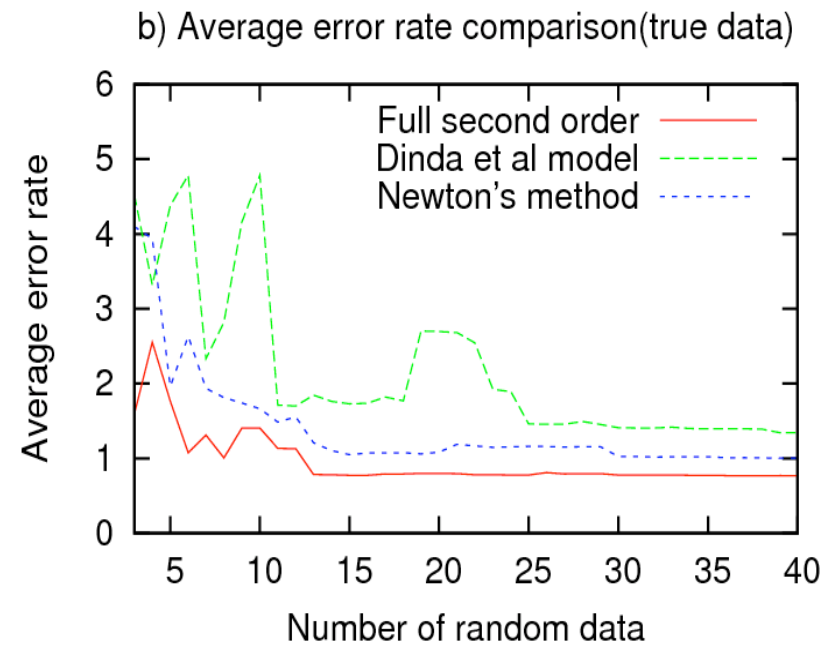 b) Average error rate comparison(true data)
6
5
4
3
2
1
0
Average error rate
Full second order
Dinda et al model
Newton's method
5 10 15 20 25 30 35 40
Number of random data